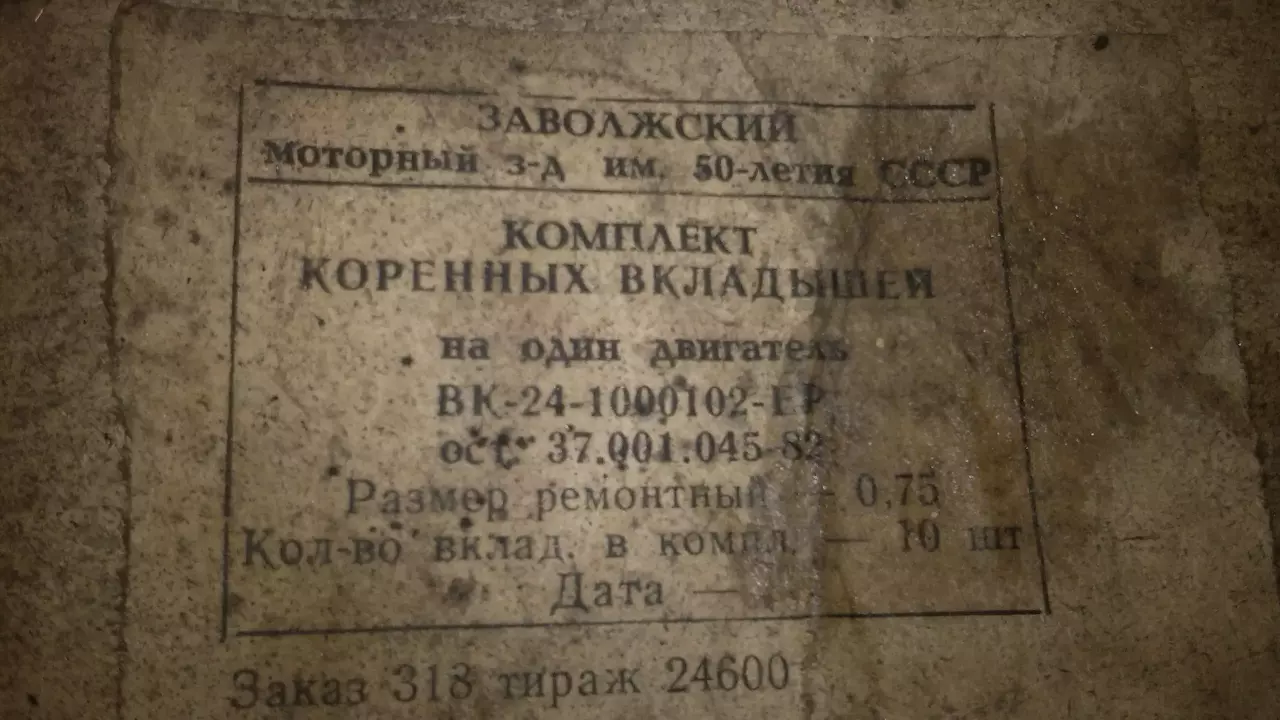 ЗАВОЛЖСКИЙ
Моторный з-д им. 50-летия СССР
КОМПЛЕКТ
КОРЕННЫХ ВКЛАДЫШЕЙ
на один двигатель
ВК-24-1000102-ЕР
ост. 37.001.045-82
Размер ремонтный — 0,75
Кол-во вклад. в компл. — 10 шт
Дата —
Заказ 318 тираж 24600